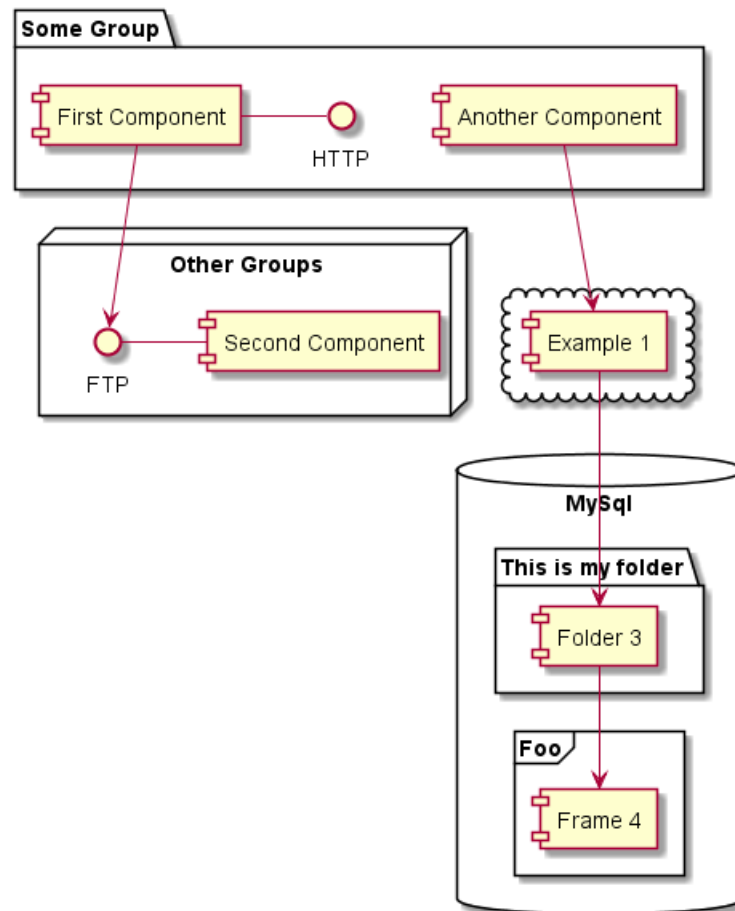 Some Group
First Component
HTTP
Another Component
Other Groups
FTP
Second Component
Example 1
MySql
This is my folder
Folder 3
Foo
Frame 4